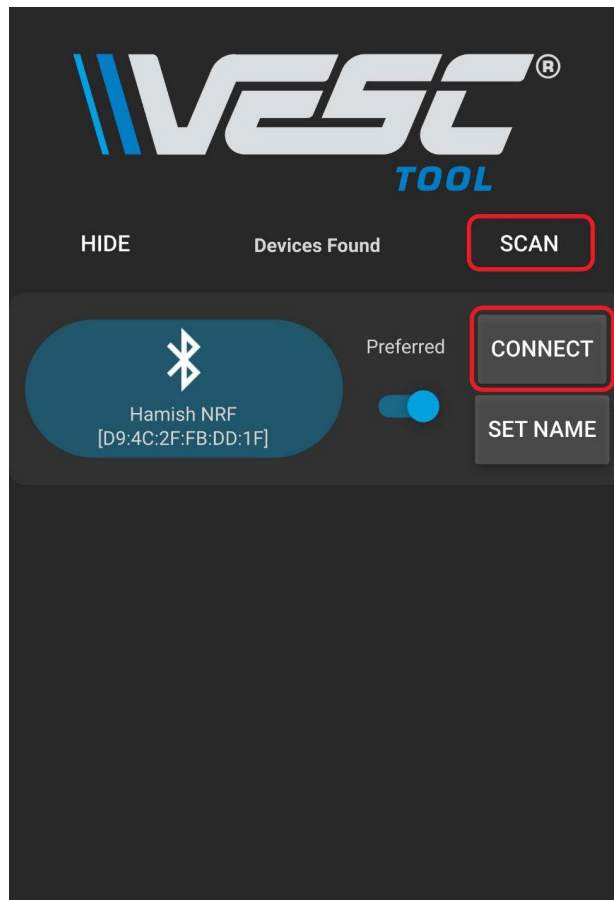 VESC®
TOOL
HIDE Devices Found SCAN
Preferred CONNECT
Hamish NRF
[D9:4C:2F:FB:DD:1F]
SET NAME